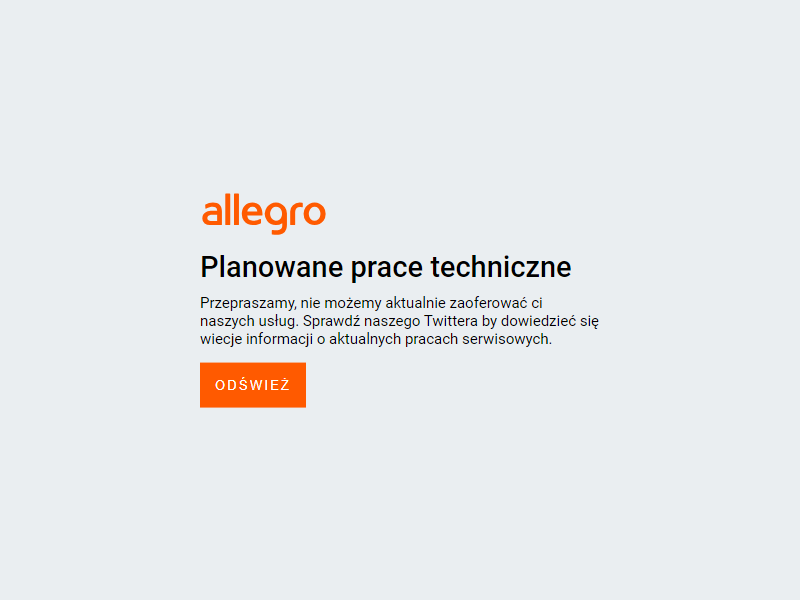 allegro
Planowane prace techniczne
Przepraszamy, nie możemy aktualnie zaoferować ci
naszych usług. Sprawdź naszego Twittera by dowiedzieć się
wiecje informacji o aktualnych pracach serwisowych.
ODŚWIEŻ